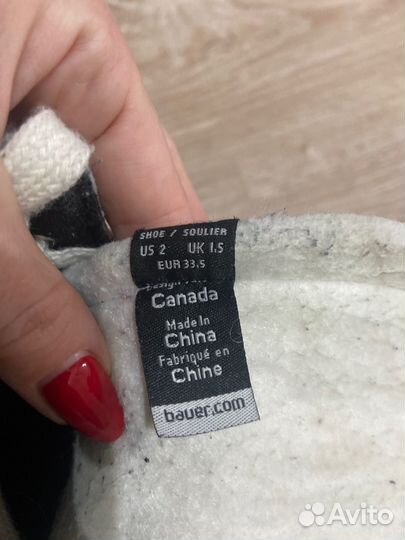 SHOE / SOULIER
US 2 UK 1.5
EUR 33.5
Canada
Made in
China
Fabriqué en
Chine
bauer.com
Avito